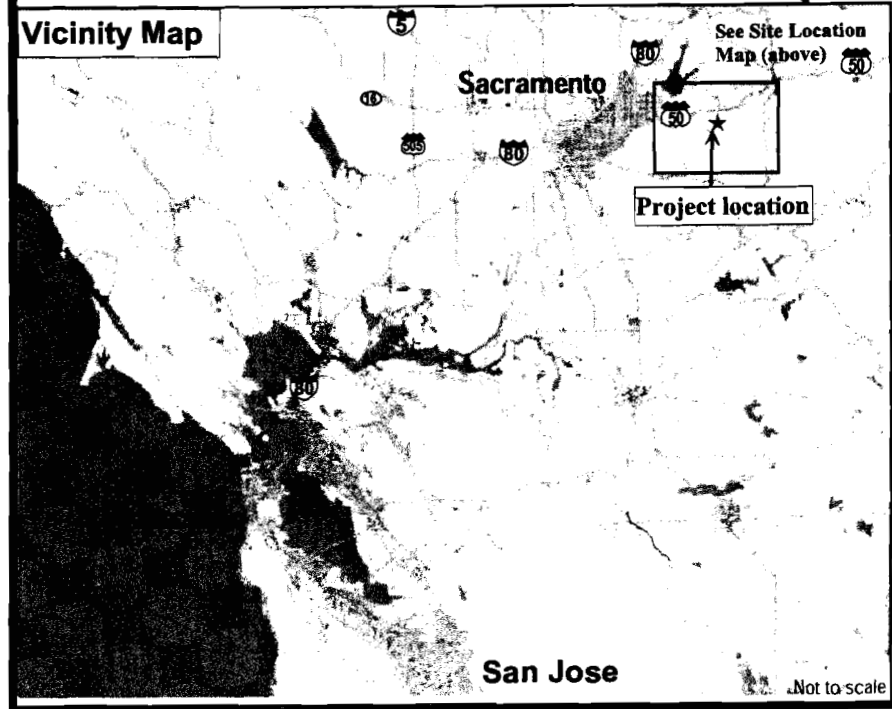 Vicinity Map
5
See Site Location
Map (above)
80
50
Sacramento
16
50
505
80
Project location
80
San Jose
Not to scale